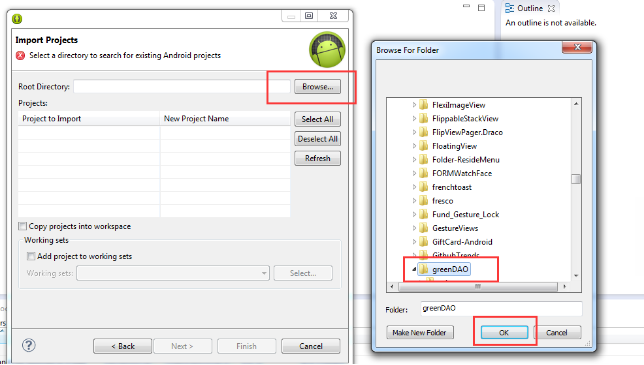 Outline
An outline is not available.
Import Projects
Select a directory to search for existing Android projects
Root Directory:
Browse...
Projects:
Project to Import
New Project Name
Select All
Deselect All
Refresh
Copy projects into workspace
Working sets
Add project to working sets
Working sets:
Select...
< Back
Next >
Finish
Cancel
Browse For Folder
FlexiImageView
FlippableStackView
FlipViewPager.Draco
FloatingView
Folder-ResideMenu
FORMWatchFace
frenchtoast
fresco
Fund_Gesture_Lock
GestureViews
GiftCard-Android
GithubTrends
greenDAO
Folder:
greenDAO
Make New Folder
OK
Cancel